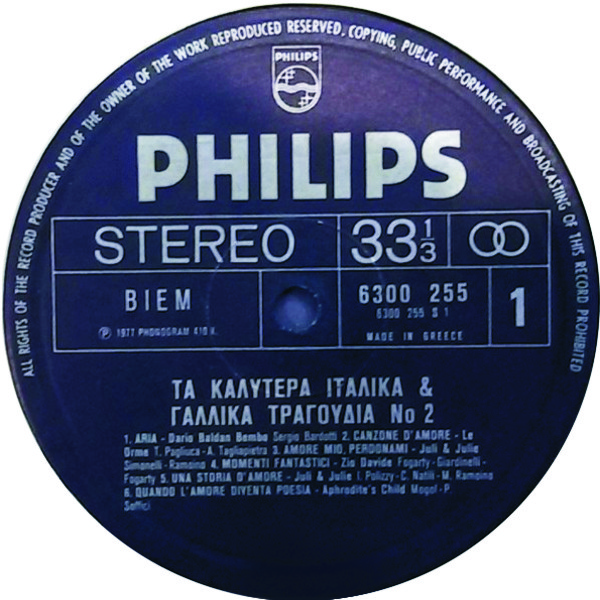 ALL RIGHTS OF THE RECORD PRODUCER AND OF THE OWNER OF THE WORK REPRODUCED RESERVED. COPYING, PUBLIC PERFORMANCE AND BROADCASTING OF THIS RECORD PROHIBITED
PHILIPS
PHILIPS
STEREO 33 1/3
BIEM 6300 255 1
6300 255 S 1
℗ 1977 PHONOGRAM MADE IN GREECE
ΤΑ ΚΑΛΥΤΕΡΑ ΙΤΑΛΙΚΑ &
ΓΑΛΛΙΚΑ ΤΡΑΓΟΥΔΙΑ Νο 2
1. ARIA - Dario Baldan Bembo Sergio Bardotti 2. CANZONE D'AMORE - Le
Orme T. Pagliuca - A. Tagliapietra 3. AMORE MIO, PERDONAMI - Juli & Julie
Simonelli - Ramoino 4. MOMENTI FANTASTICI - Zio Davide Fogarty - Giardinelli -
Fogarty 5. UNA STORIA D'AMORE - Juli & Julie I. Polizzy - C. Natili - M. Ramoino
6. QUANDO L'AMORE DIVENTA POESIA - Aphrodite's Child Mogol - P.
Soffici